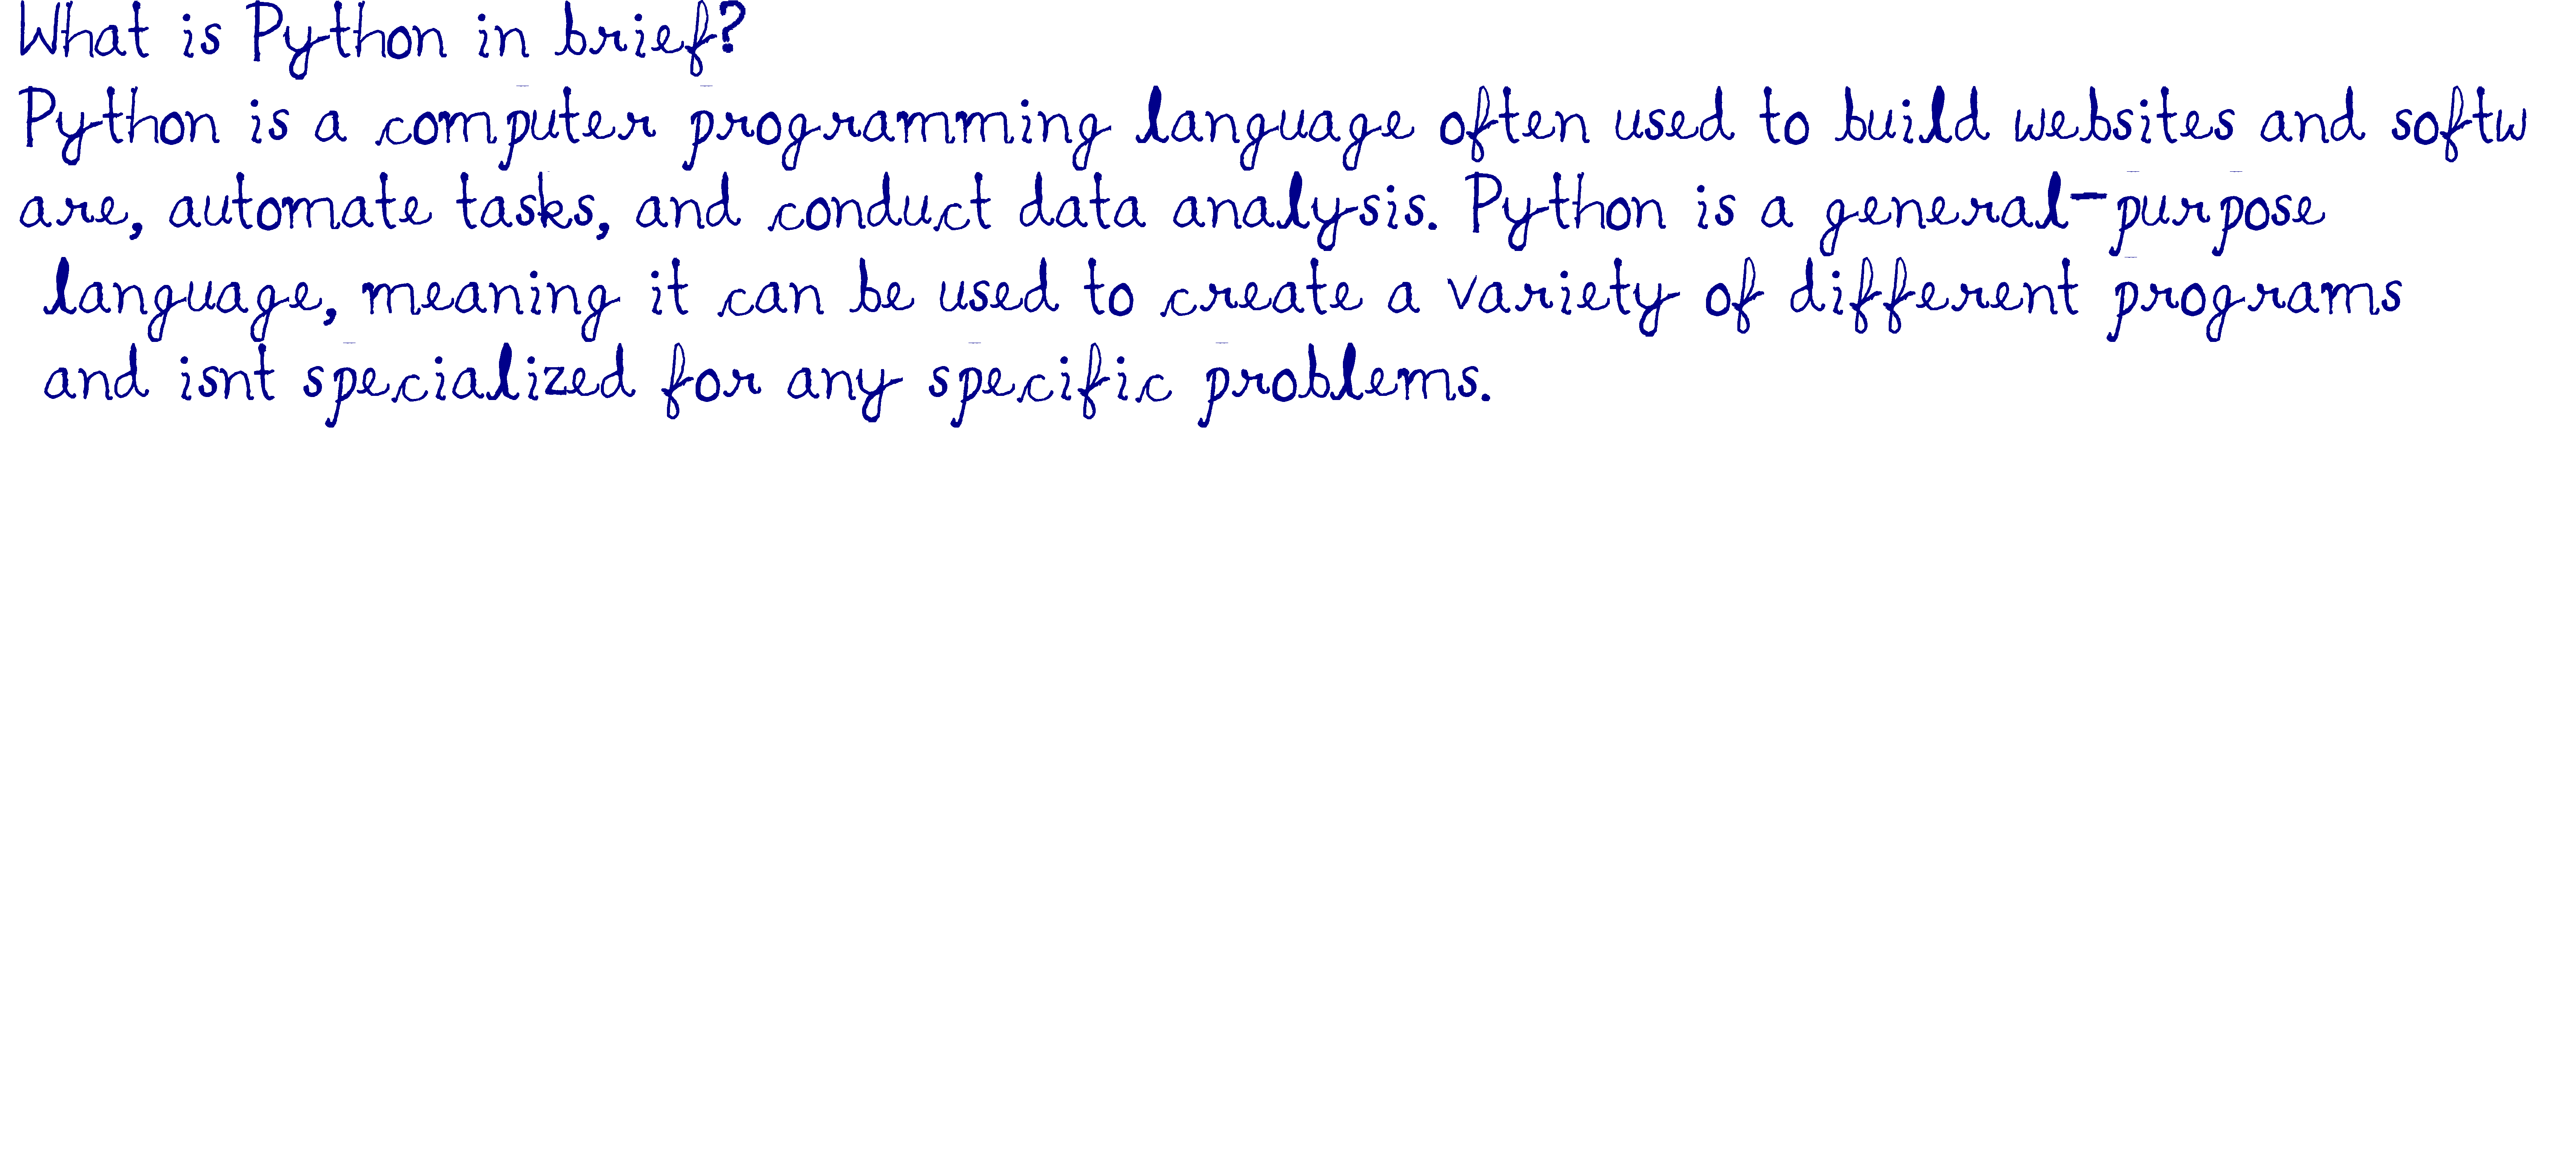 What is Python in brief?
Python is a computer programming language often used to build websites and softw
are, automate tasks, and conduct data analysis. Python is a general-purpose
language, meaning it can be used to create a variety of different programs
and isnt specialized for any specific problems.